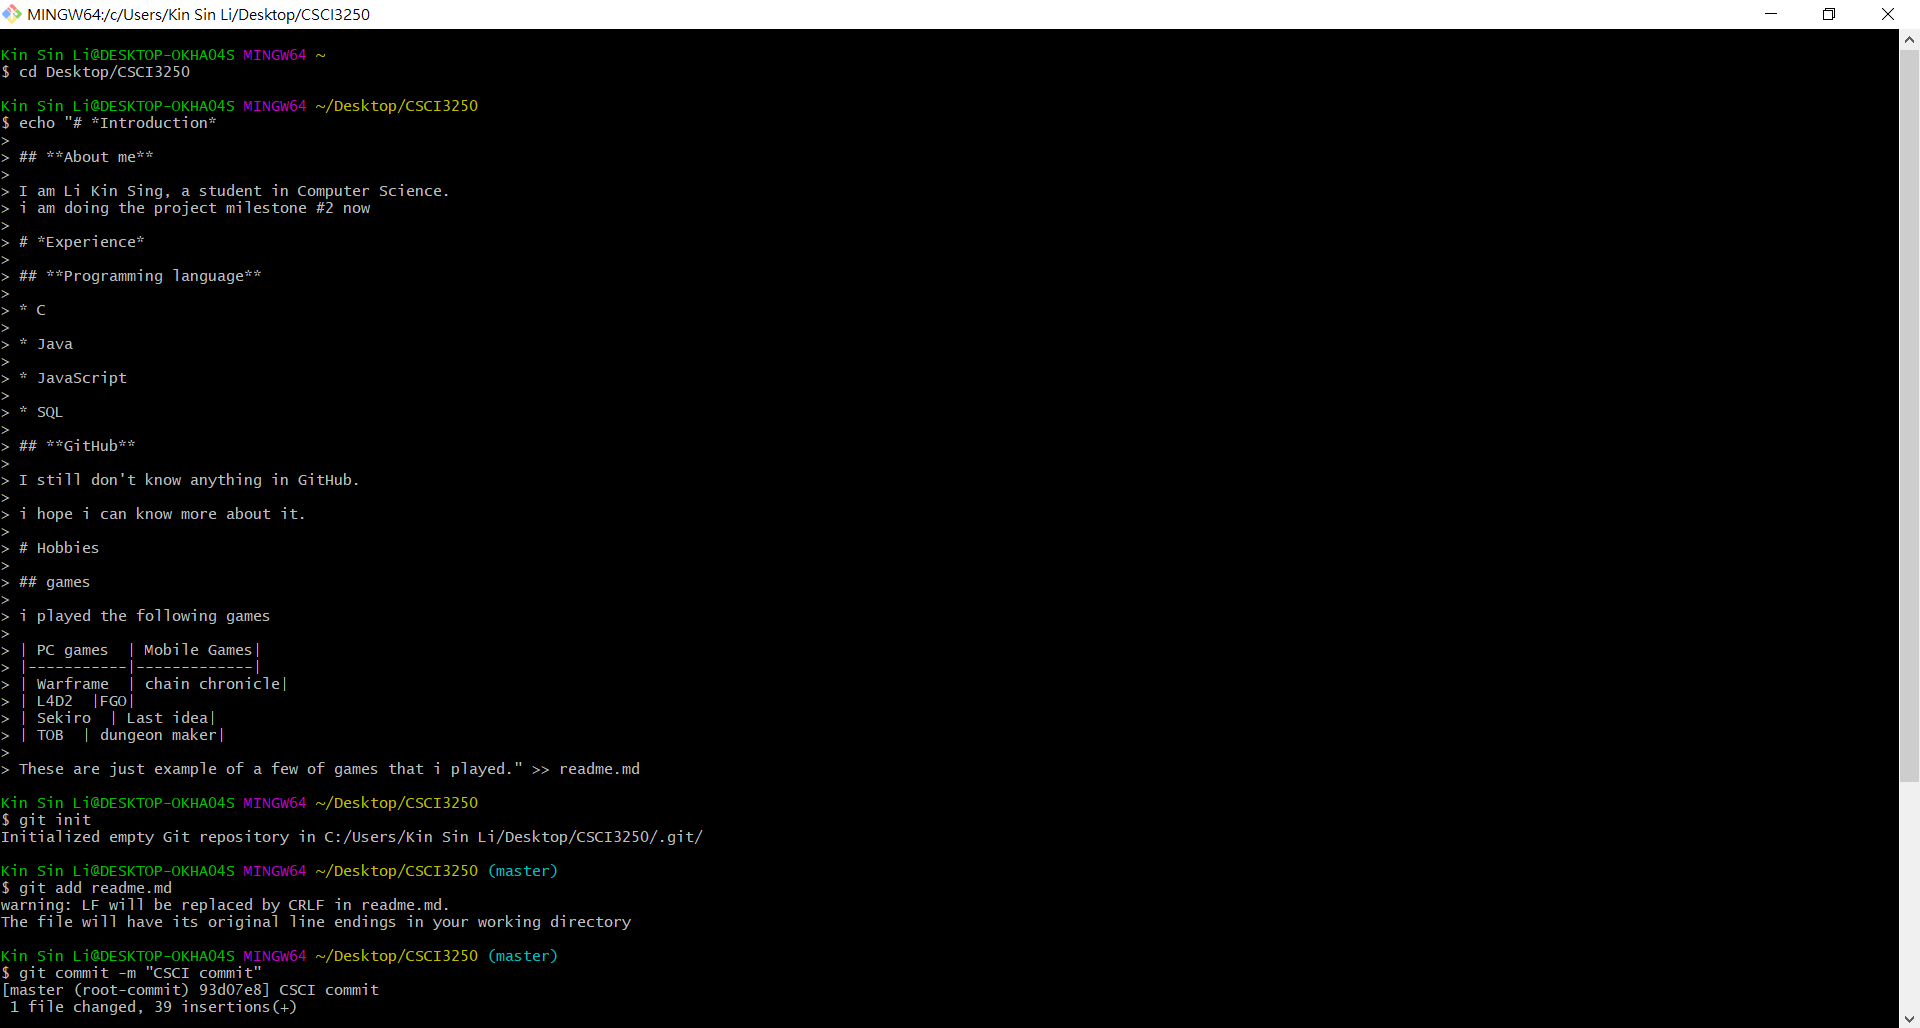 MINGW64:/c/Users/Kin Sin Li/Desktop/CSCI3250
Kin Sin Li@DESKTOP-OKHAO4S MINGW64 ~
$ cd Desktop/CSCI3250
Kin Sin Li@DESKTOP-OKHAO4S MINGW64 ~/Desktop/CSCI3250
$ echo "# *Introduction*
>
> ## **About me**
>
> I am Li Kin Sing, a student in Computer Science.
> i am doing the project milestone #2 now
>
> # *Experience*
>
> ## **Programming language**
>
> * C
>
> * Java
>
> * JavaScript
>
> * SQL
>
> ## **GitHub**
>
> I still don't know anything in GitHub.
>
> i hope i can know more about it.
>
> # Hobbies
>
> ## games
>
> i played the following games
>
> | PC games  | Mobile Games|
> |-----------|-------------|
> | Warframe  | chain chronicle|
> | L4D2  |FGO|
> | Sekiro  | Last idea|
> | TOB  | dungeon maker|
>
> These are just example of a few of games that i played." >> readme.md
Kin Sin Li@DESKTOP-OKHAO4S MINGW64 ~/Desktop/CSCI3250
$ git init
Initialized empty Git repository in C:/Users/Kin Sin Li/Desktop/CSCI3250/.git/
Kin Sin Li@DESKTOP-OKHAO4S MINGW64 ~/Desktop/CSCI3250 (master)
$ git add readme.md
warning: LF will be replaced by CRLF in readme.md.
The file will have its original line endings in your working directory
Kin Sin Li@DESKTOP-OKHAO4S MINGW64 ~/Desktop/CSCI3250 (master)
$ git commit -m "CSCI commit"
[master (root-commit) 93d07e8] CSCI commit
 1 file changed, 39 insertions(+)